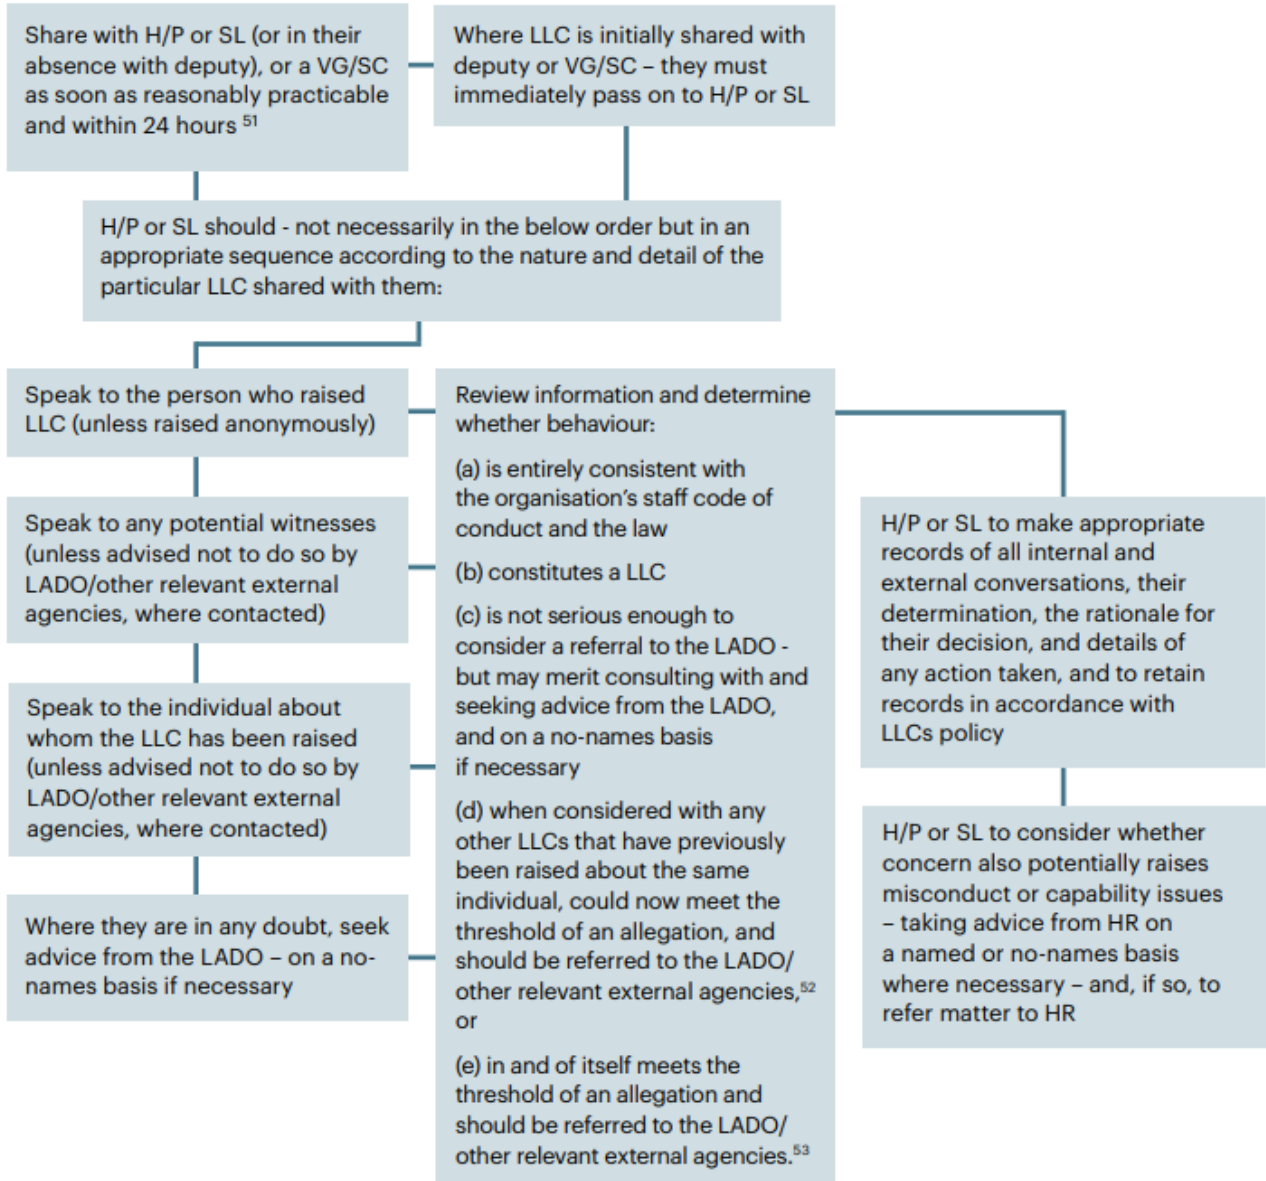 Share with H/P or SL (or in their
absence with deputy), or a VG/SC
as soon as reasonably practicable
and within 24 hours 51
Where LLC is initially shared with
deputy or VG/SC – they must
immediately pass on to H/P or SL
H/P or SL should - not necessarily in the below order but in an
appropriate sequence according to the nature and detail of the
particular LLC shared with them:
Speak to the person who raised
LLC (unless raised anonymously)
Speak to any potential witnesses
(unless advised not to do so by
LADO/other relevant external
agencies, where contacted)
Speak to the individual about
whom the LLC has been raised
(unless advised not to do so by
LADO/other relevant external
agencies, where contacted)
Where they are in any doubt, seek
advice from the LADO – on a no-
names basis if necessary
Review information and determine
whether behaviour:
(a) is entirely consistent with
the organisation's staff code of
conduct and the law
(b) constitutes a LLC
(c) is not serious enough to
consider a referral to the LADO -
but may merit consulting with and
seeking advice from the LADO,
and on a no-names basis
if necessary
(d) when considered with any
other LLCs that have previously
been raised about the same
individual, could now meet the
threshold of an allegation, and
should be referred to the LADO/
other relevant external agencies,52
or
(e) in and of itself meets the
threshold of an allegation and
should be referred to the LADO/
other relevant external agencies.53
H/P or SL to make appropriate
records of all internal and
external conversations, their
determination, the rationale for
their decision, and details of
any action taken, and to retain
records in accordance with
LLCs policy
H/P or SL to consider whether
concern also potentially raises
misconduct or capability issues
– taking advice from HR on
a named or no-names basis
where necessary – and, if so, to
refer matter to HR